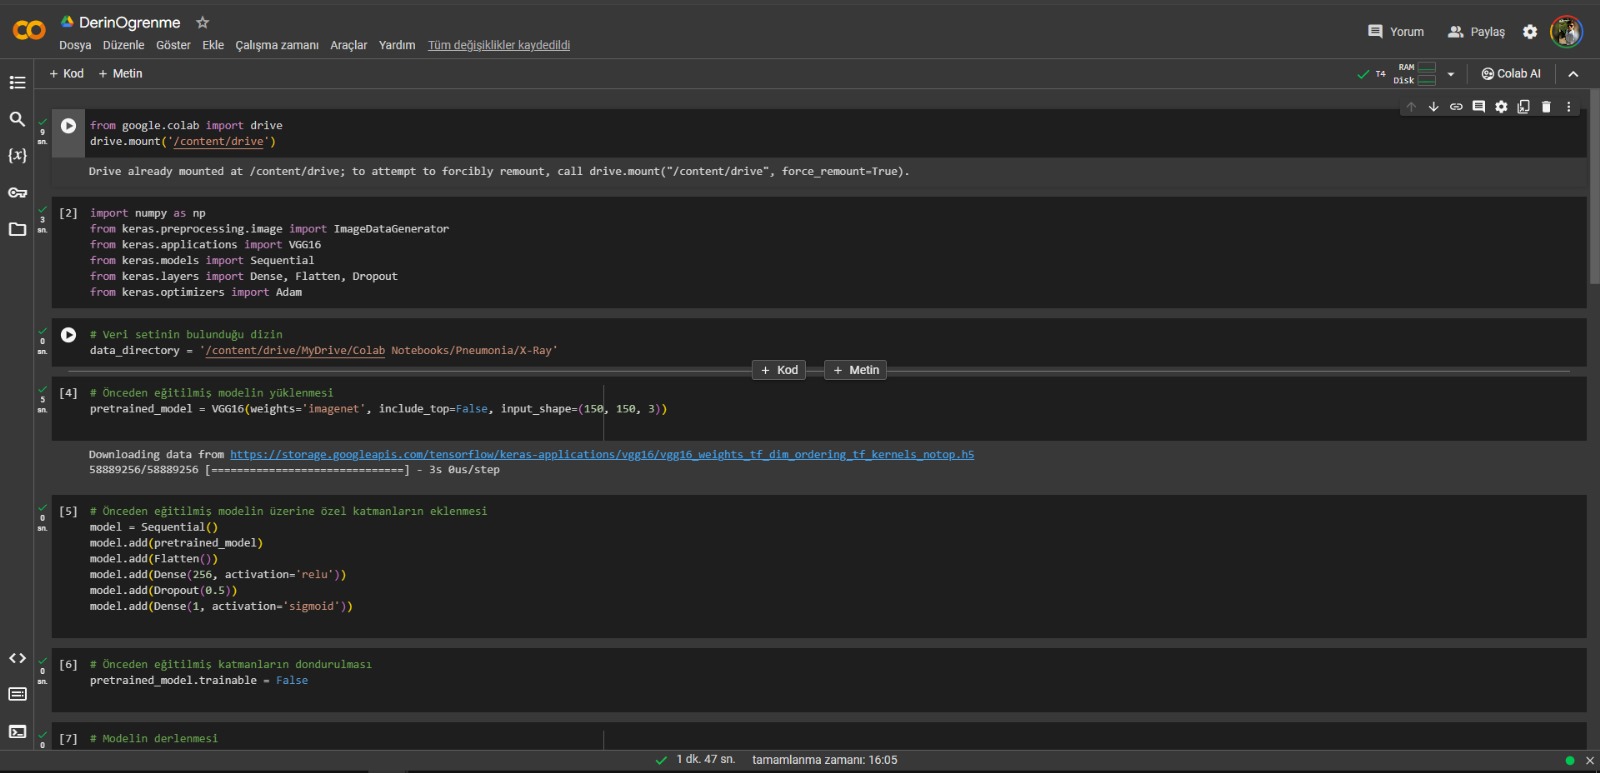 DerinOgrenme
Dosya Düzenle Göster Ekle Çalışma zamanı Araçlar Yardım Tüm değişiklikler kaydedildi
Yorum Paylaş
+ Kod + Metin
T4 RAM Disk Colab AI
9 sn.
from google.colab import drive
drive.mount('/content/drive')
Drive already mounted at /content/drive; to attempt to forcibly remount, call drive.mount("/content/drive", force_remount=True).
3 sn.
[2] import numpy as np
from keras.preprocessing.image import ImageDataGenerator
from keras.applications import VGG16
from keras.models import Sequential
from keras.layers import Dense, Flatten, Dropout
from keras.optimizers import Adam
0 sn.
# Veri setinin bulunduğu dizin
data_directory = '/content/drive/MyDrive/Colab Notebooks/Pneumonia/X-Ray'
+ Kod + Metin
5 sn.
[4] # Önceden eğitilmiş modelin yüklenmesi
pretrained_model = VGG16(weights='imagenet', include_top=False, input_shape=(150, 150, 3))
Downloading data from https://storage.googleapis.com/tensorflow/keras-applications/vgg16/vgg16_weights_tf_dim_ordering_tf_kernels_notop.h5
58889256/58889256 [==============================] - 3s 0us/step
0 sn.
[5] # Önceden eğitilmiş modelin üzerine özel katmanların eklenmesi
model = Sequential()
model.add(pretrained_model)
model.add(Flatten())
model.add(Dense(256, activation='relu'))
model.add(Dropout(0.5))
model.add(Dense(1, activation='sigmoid'))
0 sn.
[6] # Önceden eğitilmiş katmanların dondurulması
pretrained_model.trainable = False
0
[7] # Modelin derlenmesi
1 dk. 47 sn. tamamlanma zamanı: 16:05